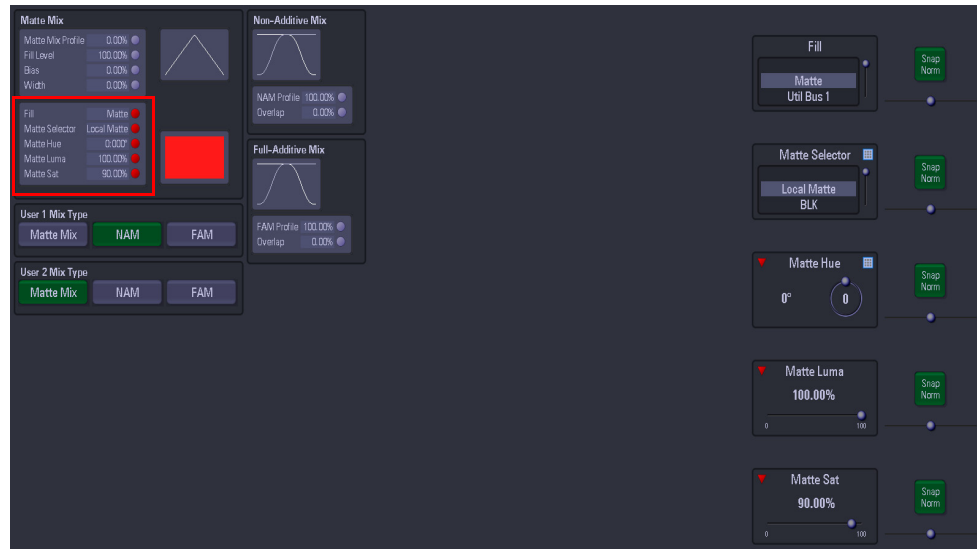 Matte Mix
Matte Mix Profile 0.00%
Fill Level 100.00%
Bias 0.00%
Width 0.00%
Fill Matte
Matte Selector Local Matte
Matte Hue 0.000°
Matte Luma 100.00%
Matte Sat 90.00%
User 1 Mix Type
Matte Mix NAM FAM
User 2 Mix Type
Matte Mix NAM FAM
Non-Additive Mix
NAM Profile 100.00%
Overlap 0.00%
Full-Additive Mix
FAM Profile 100.00%
Overlap 0.00%
Fill
Matte
Util Bus 1
Snap
Norm
Matte Selector
Local Matte
BLK
Snap
Norm
Matte Hue
0° 0
Snap
Norm
Matte Luma
100.00%
0 100
Snap
Norm
Matte Sat
90.00%
0 100
Snap
Norm